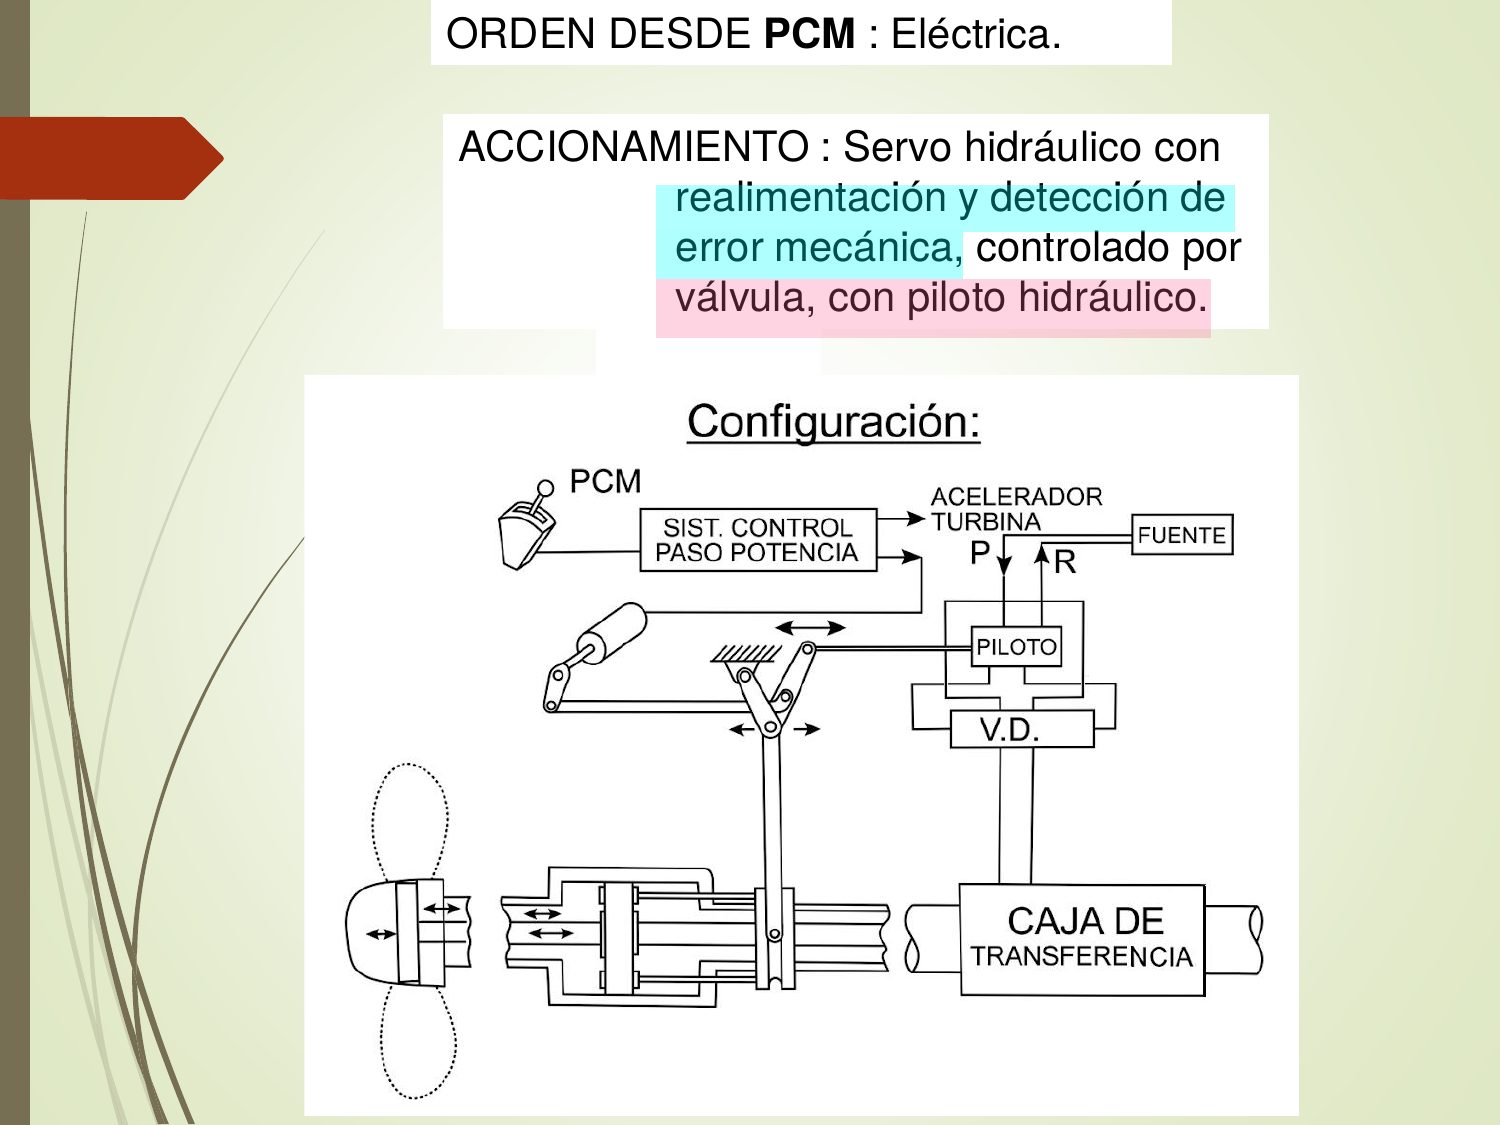 ORDEN DESDE PCM : Eléctrica.
ACCIONAMIENTO : Servo hidráulico con
realimentación y detección de
error mecánica, controlado por
válvula, con piloto hidráulico.
Configuración:
PCM
SIST. CONTROL
PASO POTENCIA
ACELERADOR
TURBINA
P
R
FUENTE
PILOTO
V.D.
CAJA DE
TRANSFERENCIA